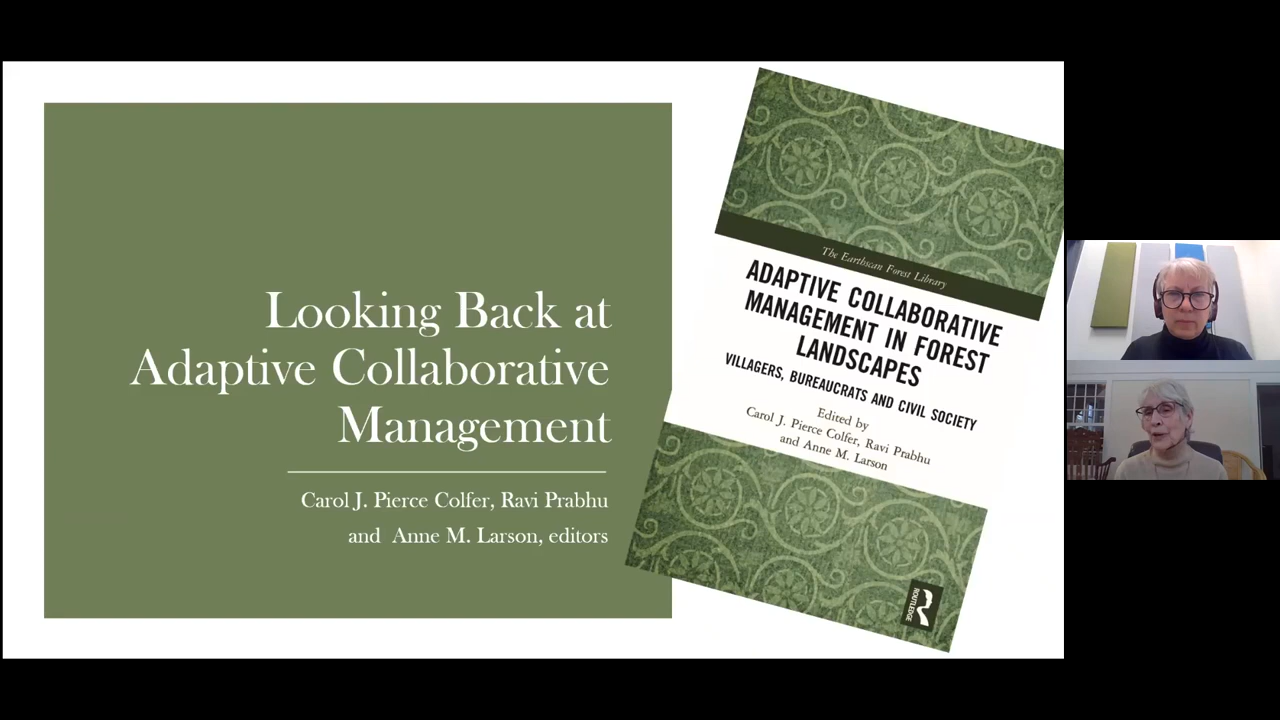 Looking Back at
Adaptive Collaborative
Management
Carol J. Pierce Colfer, Ravi Prabhu
and Anne M. Larson, editors
The Earthscan Forest Library
ADAPTIVE COLLABORATIVE
MANAGEMENT IN FOREST
LANDSCAPES
VILLAGERS, BUREAUCRATS AND CIVIL SOCIETY
Edited by
Carol J. Pierce Colfer, Ravi Prabhu
and Anne M. Larson
ROUTLEDGE